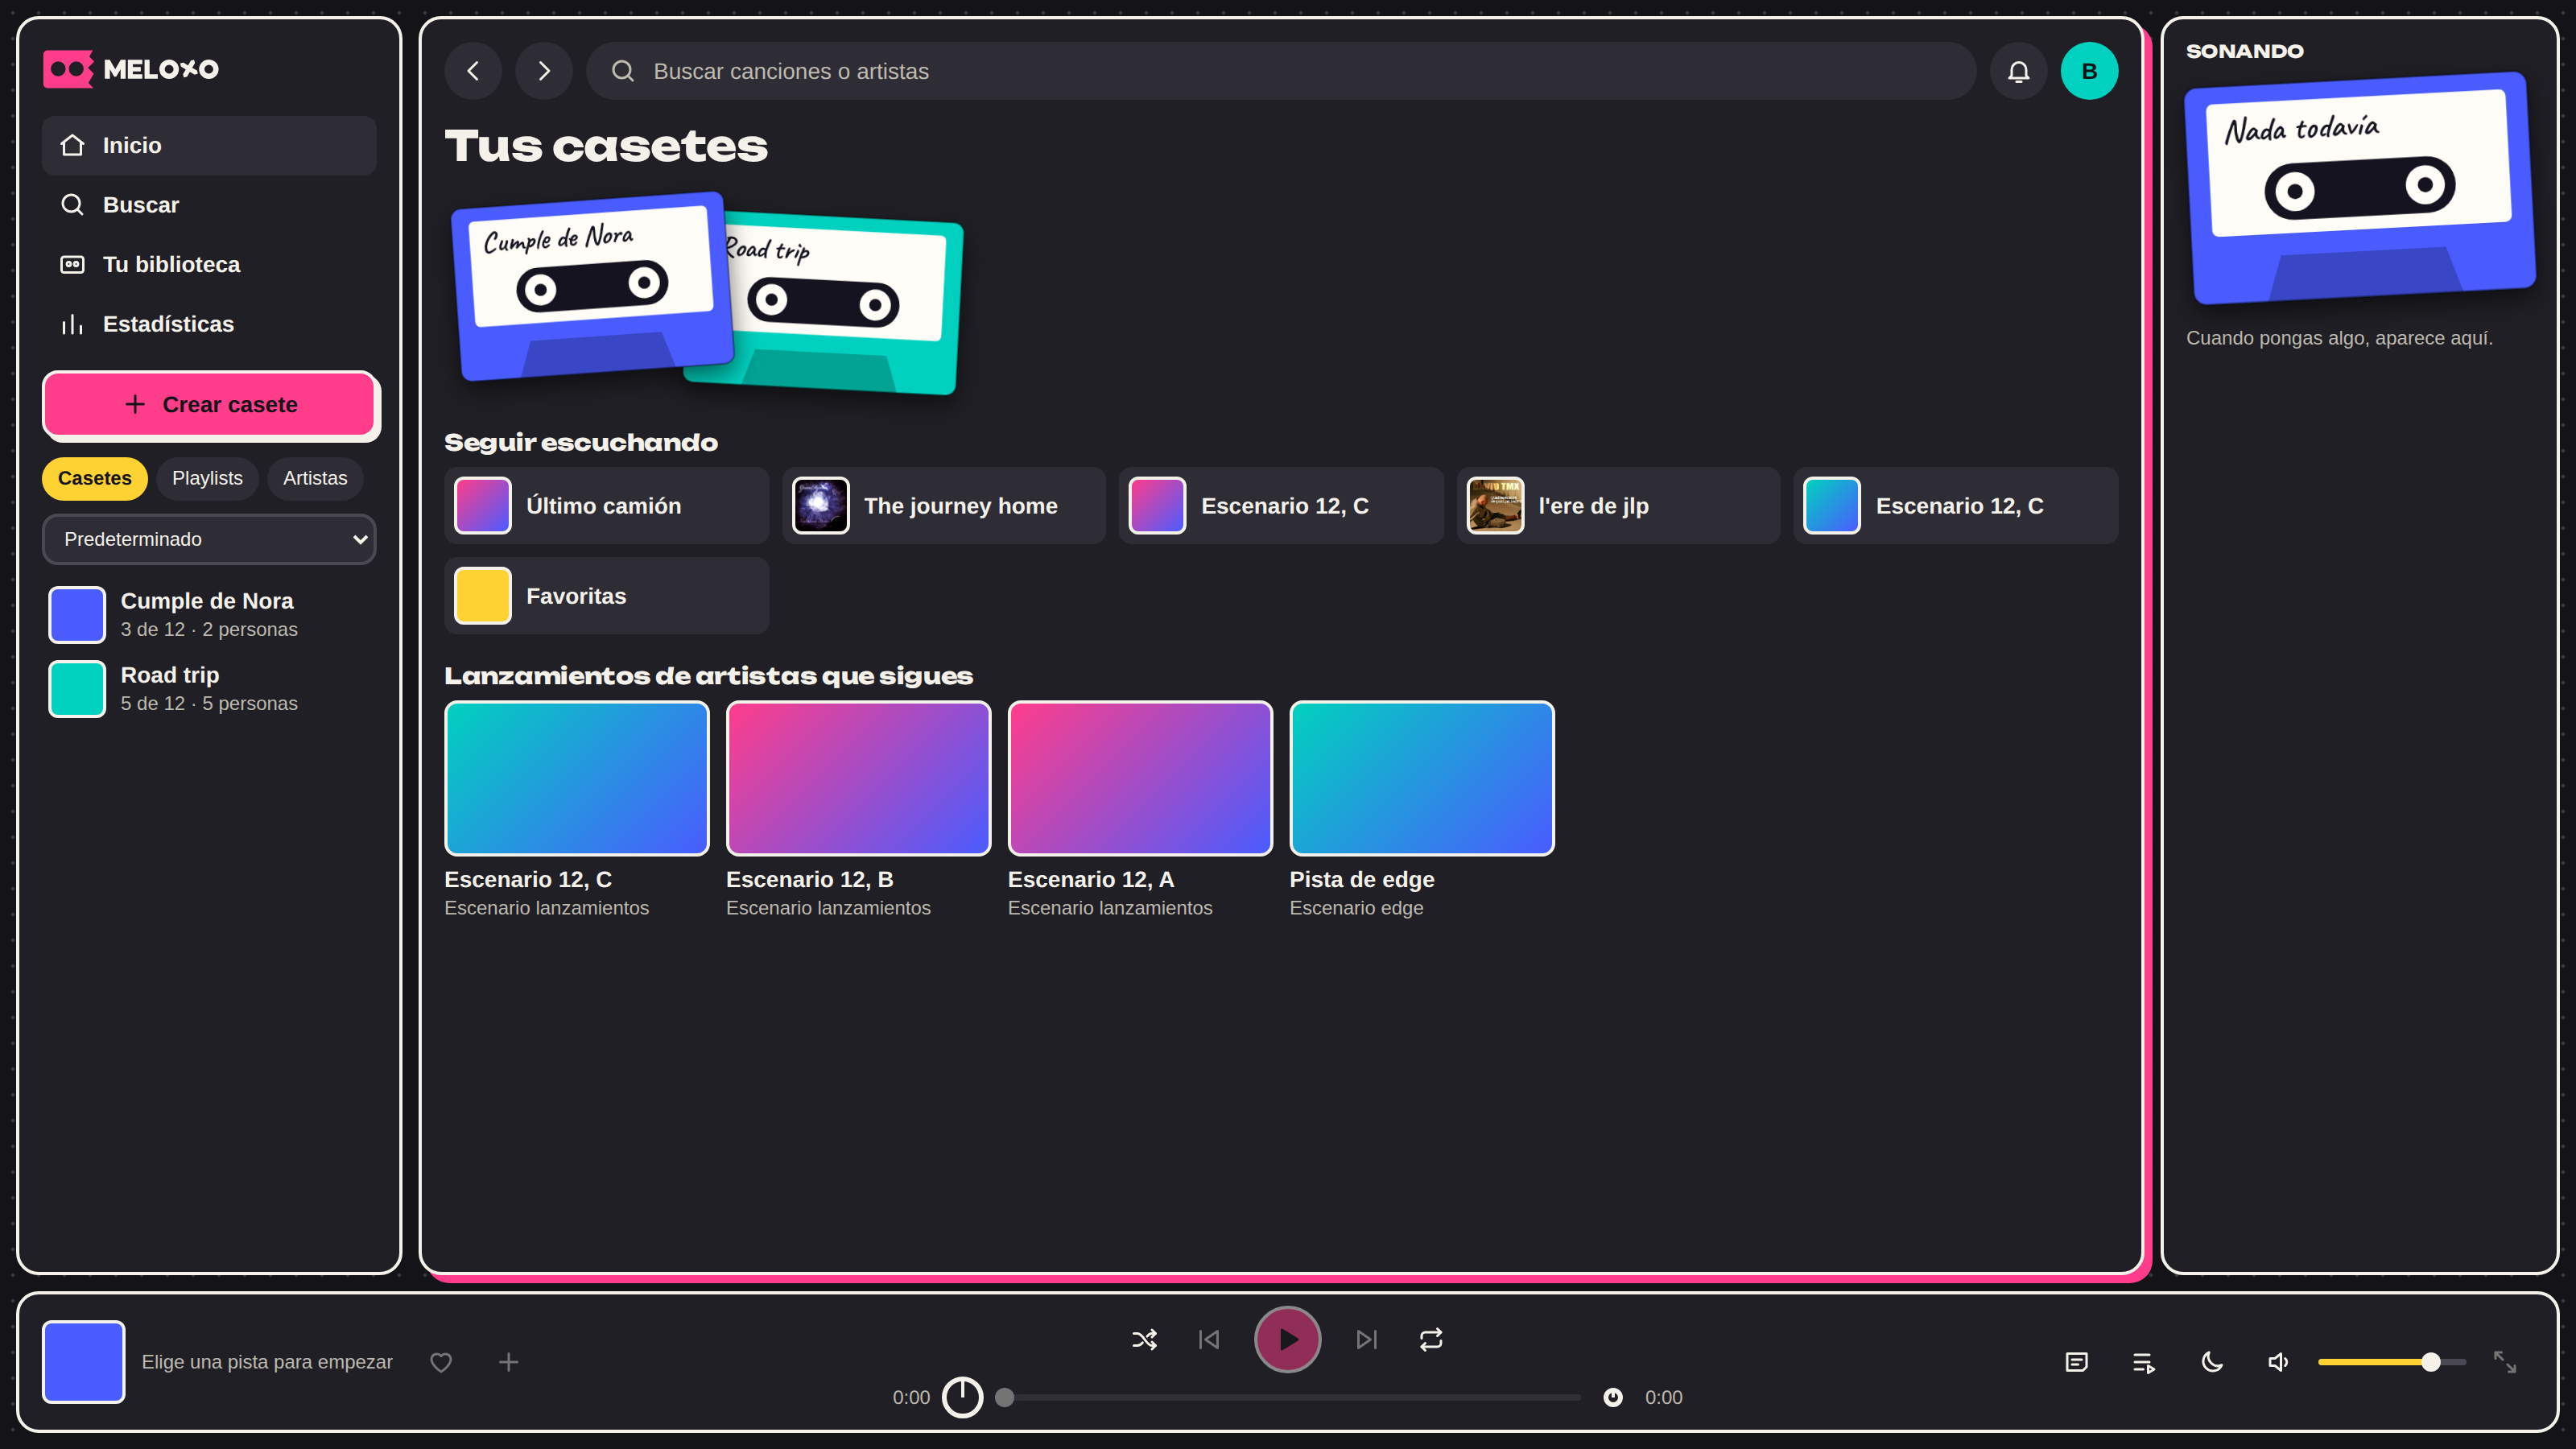 MELOXO
Inicio
Buscar
Tu biblioteca
Estadísticas
Crear casete
Casetes
Playlists
Artistas
Predeterminado
Cumple de Nora
3 de 12 · 2 personas
Road trip
5 de 12 · 5 personas
Buscar canciones o artistas
B
Tus casetes
Cumple de Nora
Road trip
Seguir escuchando
Último camión
The journey home
Escenario 12, C
l'ere de jlp
Escenario 12, C
Favoritas
Lanzamientos de artistas que sigues
Escenario 12, C
Escenario lanzamientos
Escenario 12, B
Escenario lanzamientos
Escenario 12, A
Escenario lanzamientos
Pista de edge
Escenario edge
SONANDO
Nada todavía
Cuando pongas algo, aparece aquí.
Elige una pista para empezar
0:00
0:00